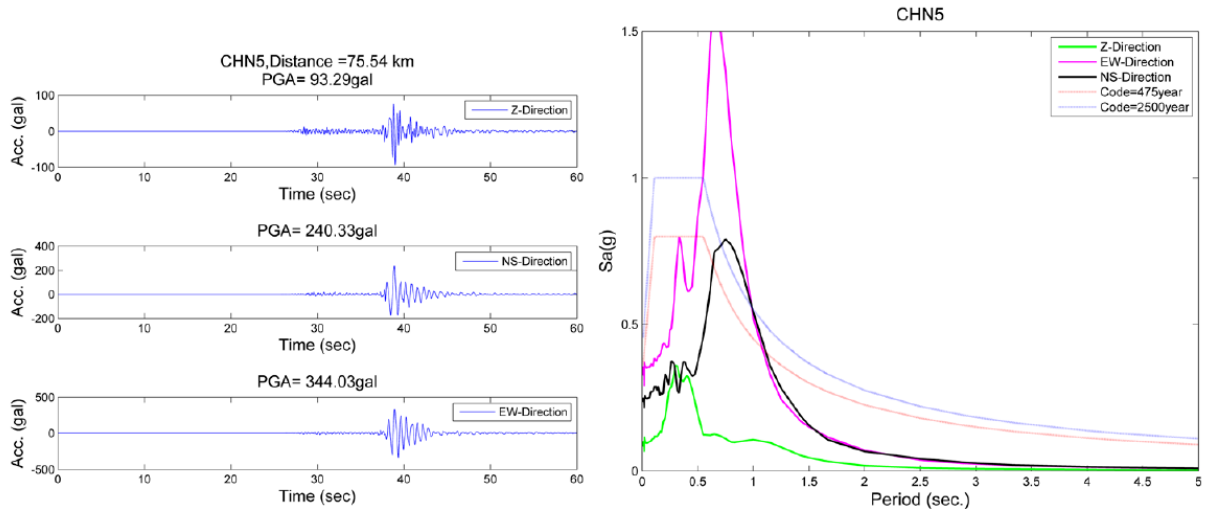 CHN5,Distance =75.54 km
PGA= 93.29gal
Acc. (gal)
100
0
-100
Z-Direction
0 10 20 30 40 50 60
Time (sec)
PGA= 240.33gal
Acc. (gal)
400
200
0
-200
NS-Direction
0 10 20 30 40 50 60
Time (sec)
PGA= 344.03gal
Acc. (gal)
500
0
-500
EW-Direction
0 10 20 30 40 50 60
Time (sec)
CHN5
Sa(g)
1.5
1
0.5
0
Z-Direction
EW-Direction
NS-Direction
Code=475year
Code=2500year
0 0.5 1 1.5 2 2.5 3 3.5 4 4.5 5
Period (sec.)